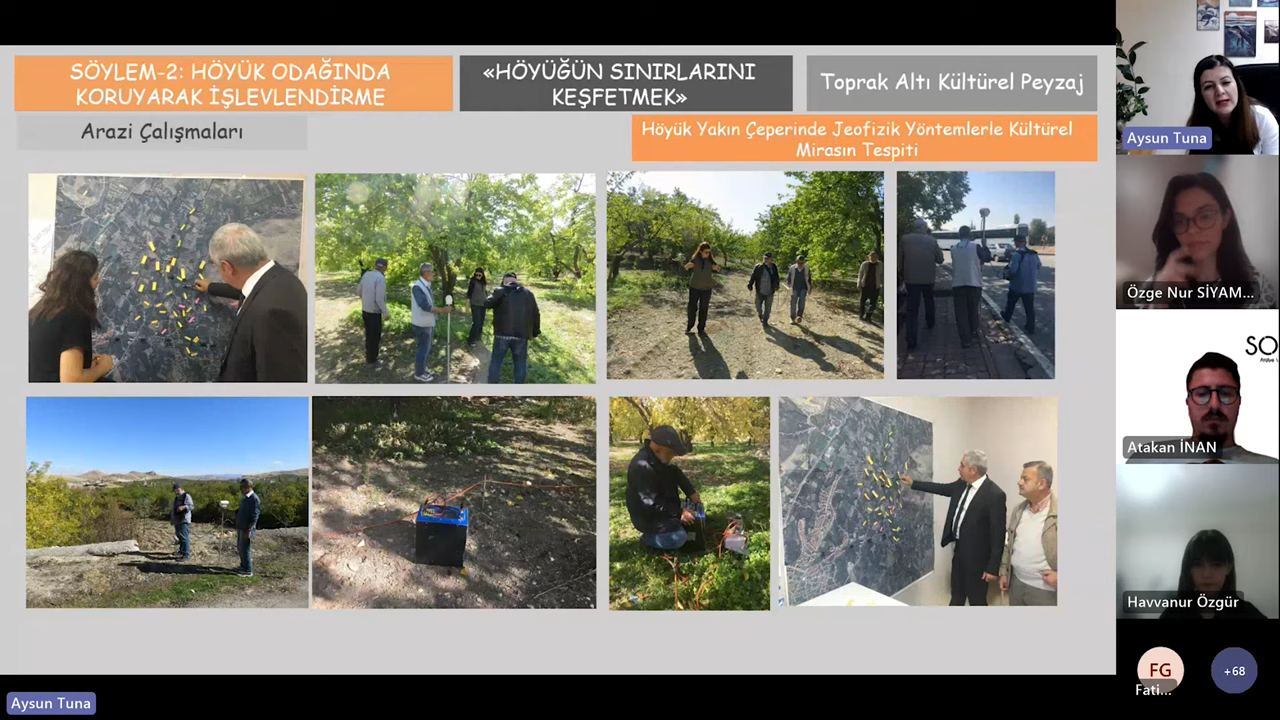 SÖYLEM-2: HÖYÜK ODAĞINDA
KORUYARAK İŞLEVLENDİRME
«HÖYÜĞÜN SINIRLARINI
KEŞFETMEK»
Toprak Altı Kültürel Peyzaj
Arazi Çalışmaları
Höyük Yakın Çeperinde Jeofizik Yöntemlerle Kültürel
Mirasın Tespiti
Aysun Tuna
Özge Nur SİYAM...
SO
Atakan İNAN
Havvanur Özgür
FG
Fati...
+68
Aysun Tuna